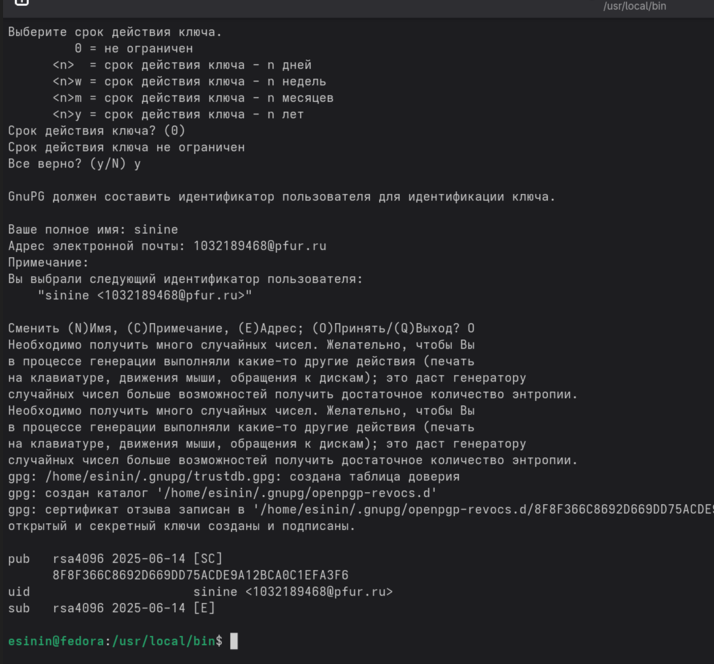 /usr/local/bin
Выберите срок действия ключа.
0 = не ограничен
<n> = срок действия ключа - n дней
<n>w = срок действия ключа - n недель
<n>m = срок действия ключа - n месяцев
<n>y = срок действия ключа - n лет
Срок действия ключа? (0)
Срок действия ключа не ограничен
Все верно? (y/N) y
GnuPG должен составить идентификатор пользователя для идентификации ключа.
Ваше полное имя: sinine
Адрес электронной почты: 1032189468@pfur.ru
Примечание:
Вы выбрали следующий идентификатор пользователя:
"sinine <1032189468@pfur.ru>"
Сменить (N)Имя, (C)Примечание, (E)Адрес; (O)Принять/(Q)Выход? O
Необходимо получить много случайных чисел. Желательно, чтобы Вы
в процессе генерации выполняли какие-то другие действия (печать
на клавиатуре, движения мыши, обращения к дискам); это даст генератору
случайных чисел больше возможностей получить достаточное количество энтропии.
Необходимо получить много случайных чисел. Желательно, чтобы Вы
в процессе генерации выполняли какие-то другие действия (печать
на клавиатуре, движения мыши, обращения к дискам); это даст генератору
случайных чисел больше возможностей получить достаточное количество энтропии.
gpg: /home/esinin/.gnupg/trustdb.gpg: создана таблица доверия
gpg: создан каталог '/home/esinin/.gnupg/openpgp-revocs.d'
gpg: сертификат отзыва записан в '/home/esinin/.gnupg/openpgp-revocs.d/8F8F366C8692D669DD75ACDE9
открытый и секретный ключи созданы и подписаны.
pub rsa4096 2025-06-14 [SC]
8F8F366C8692D669DD75ACDE9A12BCA0C1EFA3F6
uid sinine <1032189468@pfur.ru>
sub rsa4096 2025-06-14 [E]
esinin@fedora:/usr/local/bin$